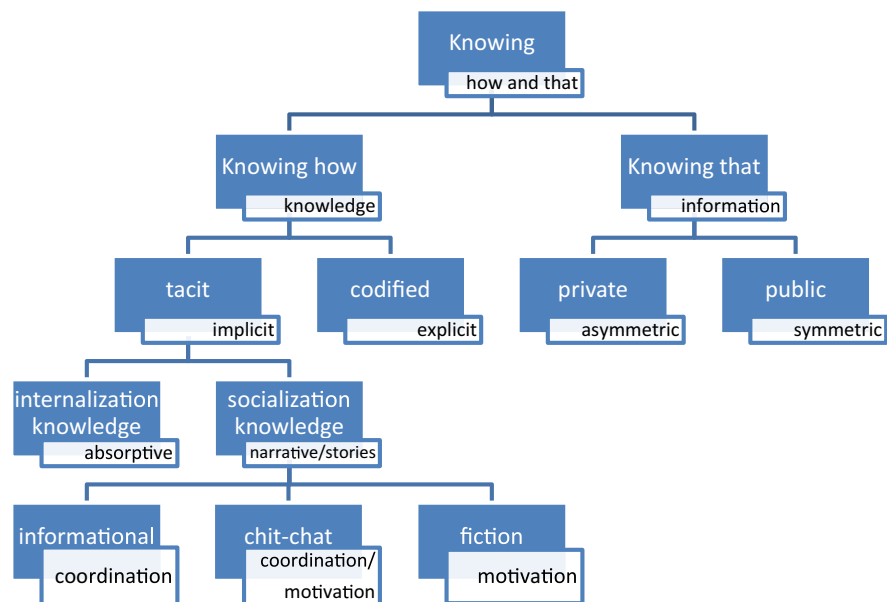 Knowing
how and that
Knowing how
knowledge
Knowing that
information
tacit
implicit
codified
explicit
private
asymmetric
public
symmetric
internalization
knowledge
absorptive
socialization
knowledge
narrative/stories
informational
coordination
chit-chat
coordination/
motivation
fiction
motivation